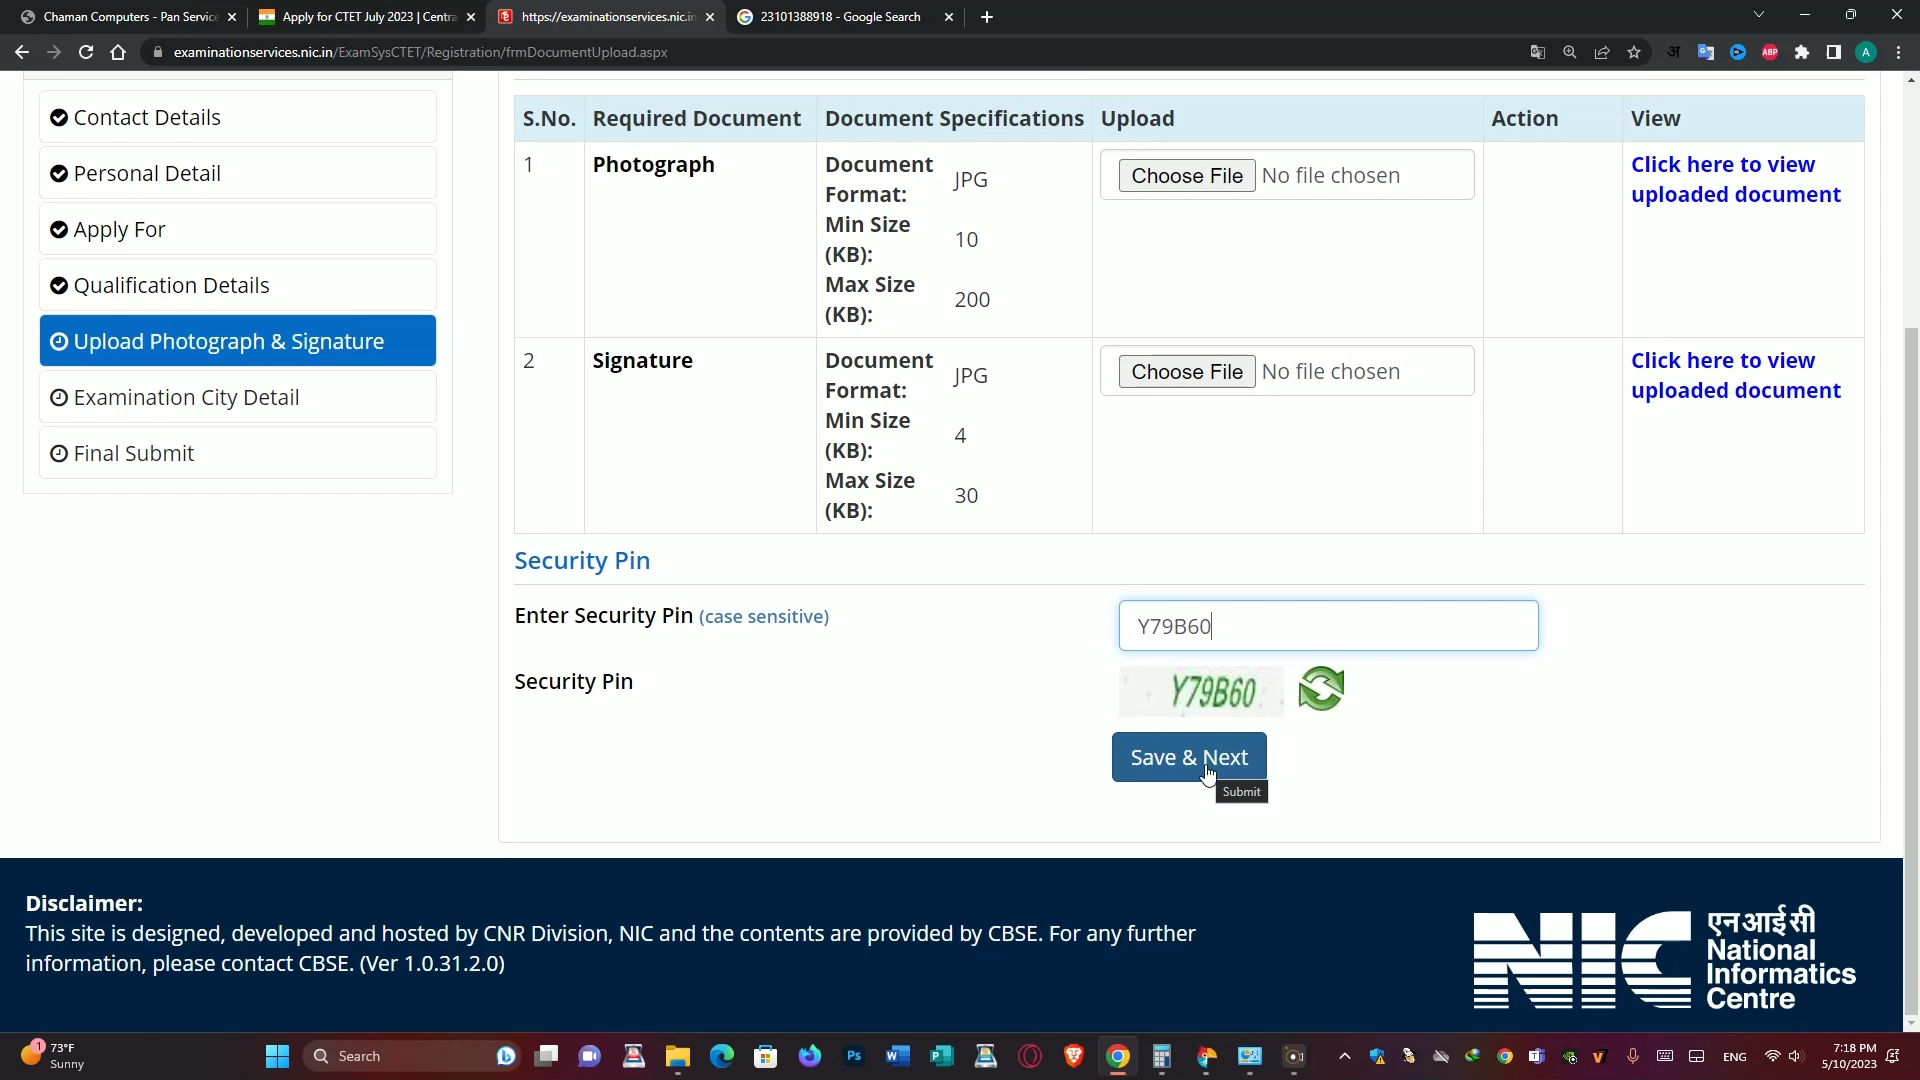 Chaman Computers - Pan Service
Apply for CTET July 2023 | Centra
https://examinationservices.nic.in
23101388918 - Google Search
examinationservices.nic.in/ExamSysCTET/Registration/frmDocumentUpload.aspx
अ
ABP
A
Contact Details
Personal Detail
Apply For
Qualification Details
Upload Photograph & Signature
Examination City Detail
Final Submit
S.No. Required Document Document Specifications Upload Action View
1 Photograph
Document Format: JPG
Min Size (KB): 10
Max Size (KB): 200
Choose File No file chosen
Click here to view
uploaded document
2 Signature
Document Format: JPG
Min Size (KB): 4
Max Size (KB): 30
Choose File No file chosen
Click here to view
uploaded document
Security Pin
Enter Security Pin (case sensitive)
Y79B60
Security Pin
Y79B60
Save & Next
Submit
Disclaimer:
This site is designed, developed and hosted by CNR Division, NIC and the contents are provided by CBSE. For any further
information, please contact CBSE. (Ver 1.0.31.2.0)
NIC
एन आई सी
National
Informatics
Centre
1
73°F
Sunny
Search
Ps
ENG
7:18 PM
5/10/2023